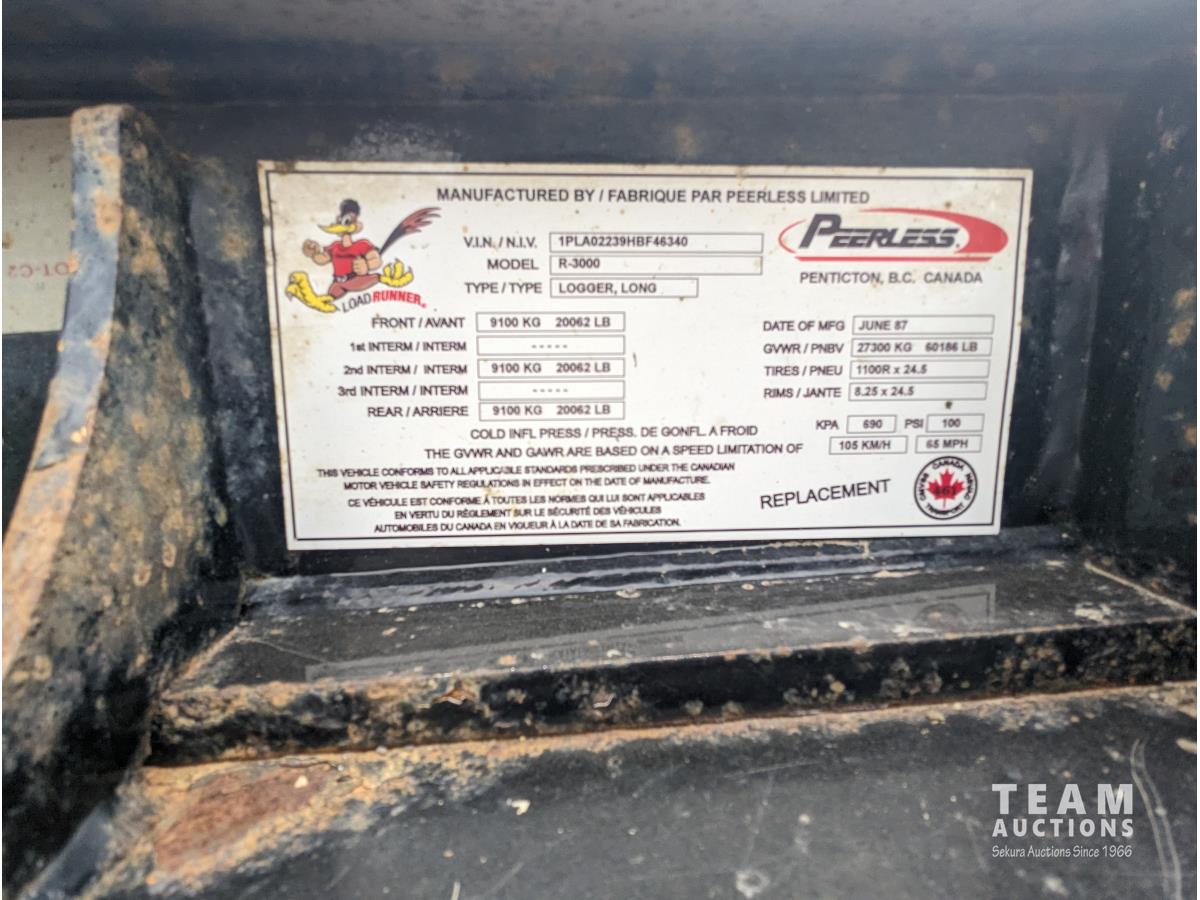 MANUFACTURED BY / FABRIQUE PAR PEERLESS LIMITED
LOADRUNNER®
V.I.N. / N.I.V. 1PLA02239HBF46340
MODEL R-3000
TYPE / TYPE LOGGER, LONG
PEERLESS®
PENTICTON, B.C. CANADA
FRONT / AVANT 9100 KG 20062 LB
1st INTERM / INTERM -----
2nd INTERM / INTERM 9100 KG 20062 LB
3rd INTERM / INTERM -----
REAR / ARRIERE 9100 KG 20062 LB
DATE OF MFG JUNE 87
GVWR / PNBV 27300 KG 60186 LB
TIRES / PNEU 1100R x 24.5
RIMS / JANTE 8.25 x 24.5
COLD INFL PRESS / PRESS. DE GONFL. A FROID KPA 690 PSI 100
THE GVWR AND GAWR ARE BASED ON A SPEED LIMITATION OF 105 KM/H 65 MPH
THIS VEHICLE CONFORMS TO ALL APPLICABLE STANDARDS PRESCRIBED UNDER THE CANADIAN
MOTOR VEHICLE SAFETY REGULATIONS IN EFFECT ON THE DATE OF MANUFACTURE.
CE VÉHICULE EST CONFORME A TOUTES LES NORMES QUI LUI SONT APPLICABLE
EN VERTU DU RÈGLEMENT SUR LE SÉCURITÉ DES VÉHICULES
AUTOMOBILES DU CANADA EN VIGUEUR À LA DATE DE SA FABRICATION.
REPLACEMENT
CANADA
TRANSPORT
TEAM
AUCTIONS
Sekura Auctions Since 1966